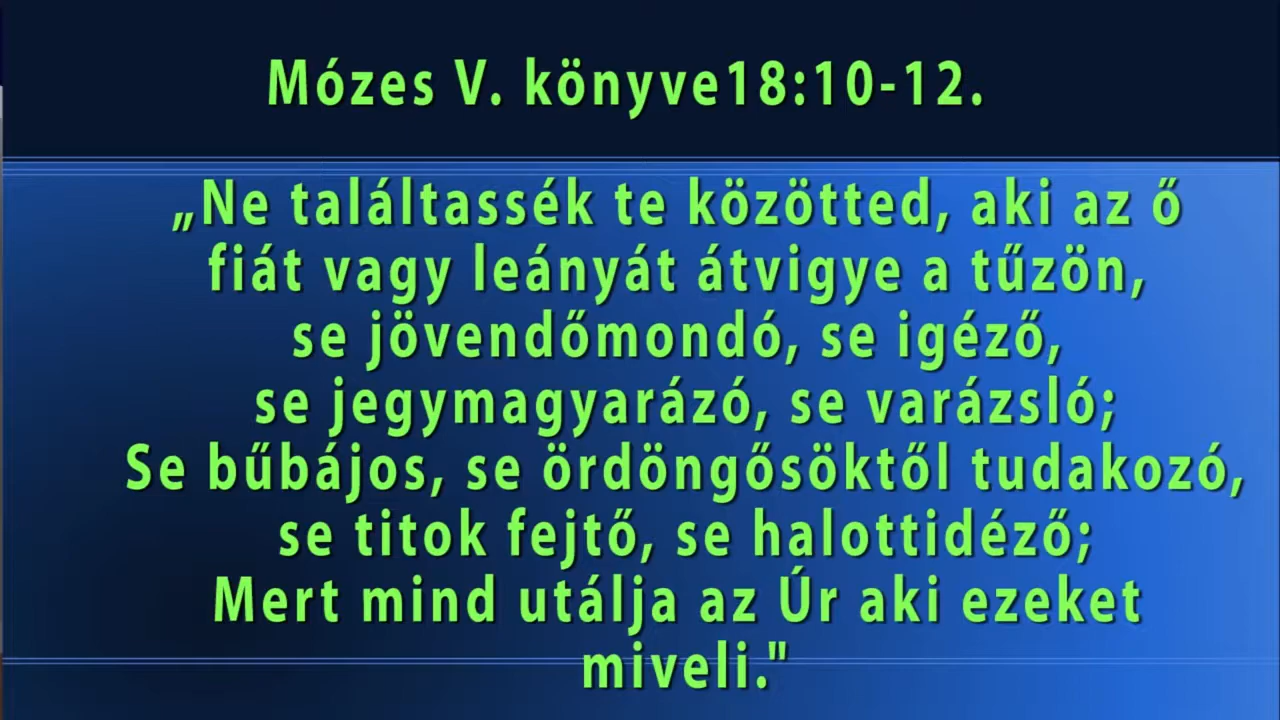 Mózes V. könyve18:10-12.
„Ne találtassék te közötted, aki az ő
fiát vagy leányát átvigye a tűzön,
se jövendőmondó, se igéző,
se jegymagyarázó, se varázsló;
Se bűbájos, se ördöngősöktől tudakozó,
se titok fejtő, se halottidéző;
Mert mind utálja az Úr aki ezeket
miveli."